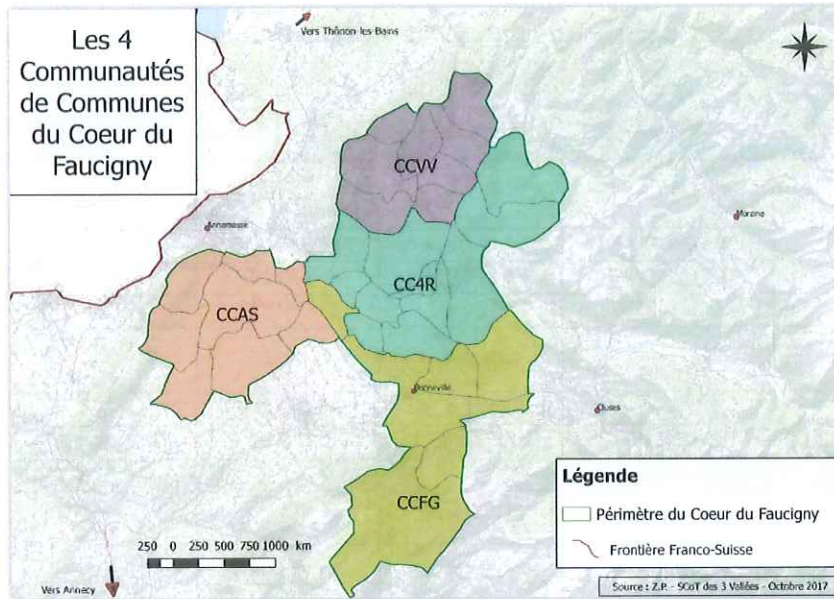 Les 4
Communautés
de Communes
du Coeur du
Faucigny
Vers Thônon-les-Bains
CCVV
Annemasse
Morzine
CC4R
CCAS
Bonneville
Cluses
CCFG
Légende
Périmètre du Coeur du Faucigny
Frontière Franco-Suisse
250 0 250 500 750 1000 km
Vers Annecy
Source : Z.P. - SCoT des 3 Vallées - Octobre 2017